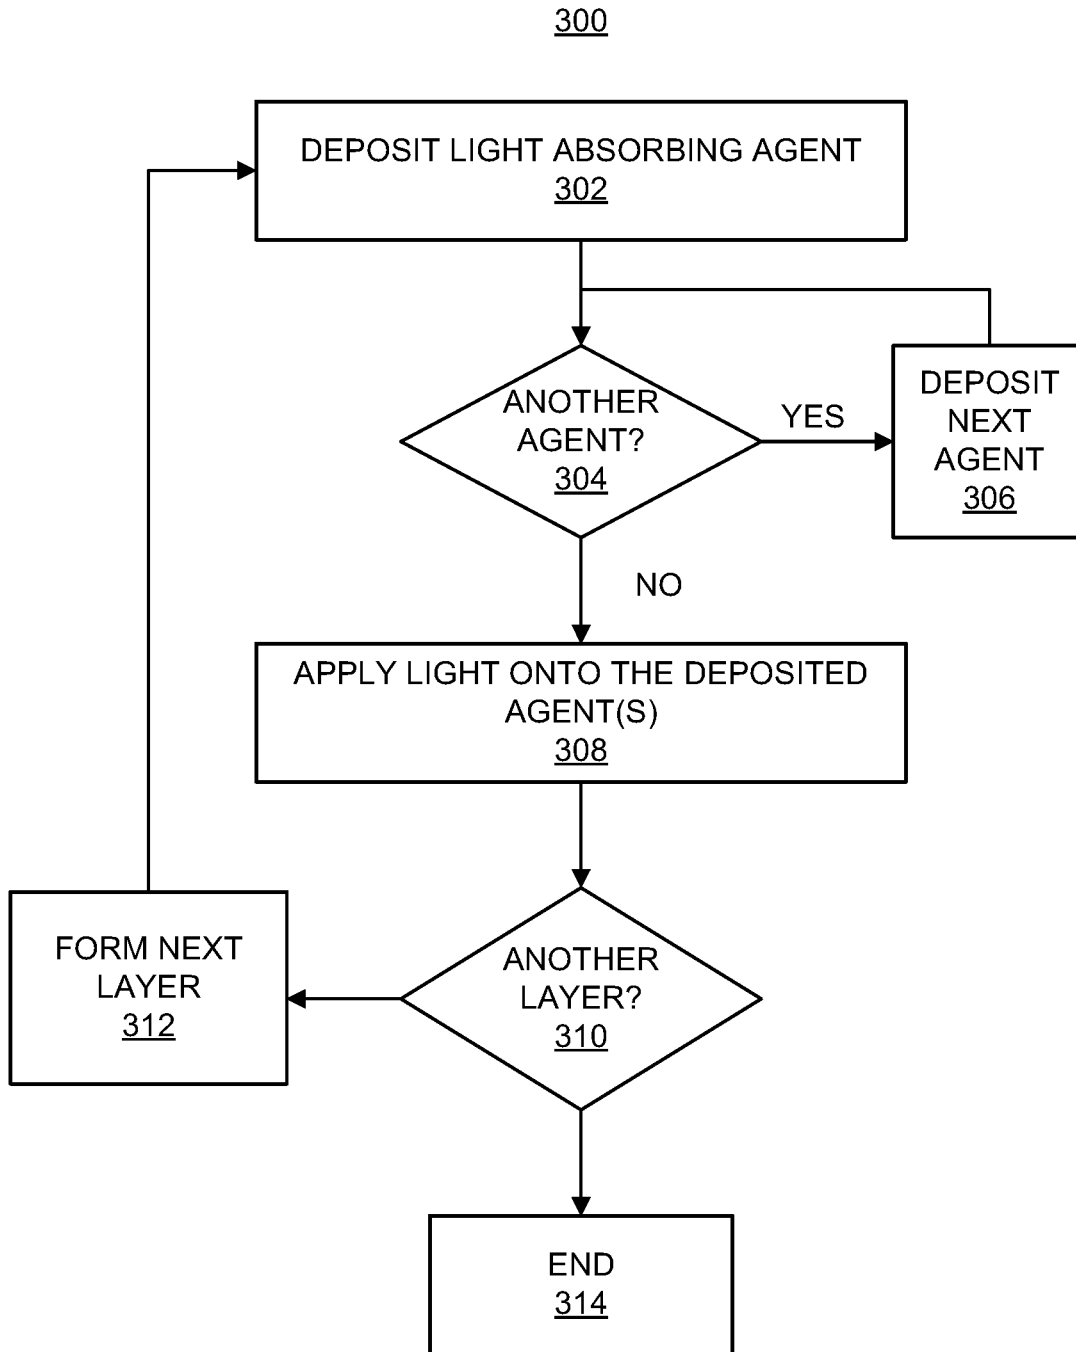 300
DEPOSIT LIGHT ABSORBING AGENT
302
ANOTHER
AGENT?
304
YES
DEPOSIT
NEXT
AGENT
306
NO
APPLY LIGHT ONTO THE DEPOSITED
AGENT(S)
308
FORM NEXT
LAYER
312
ANOTHER
LAYER?
310
END
314